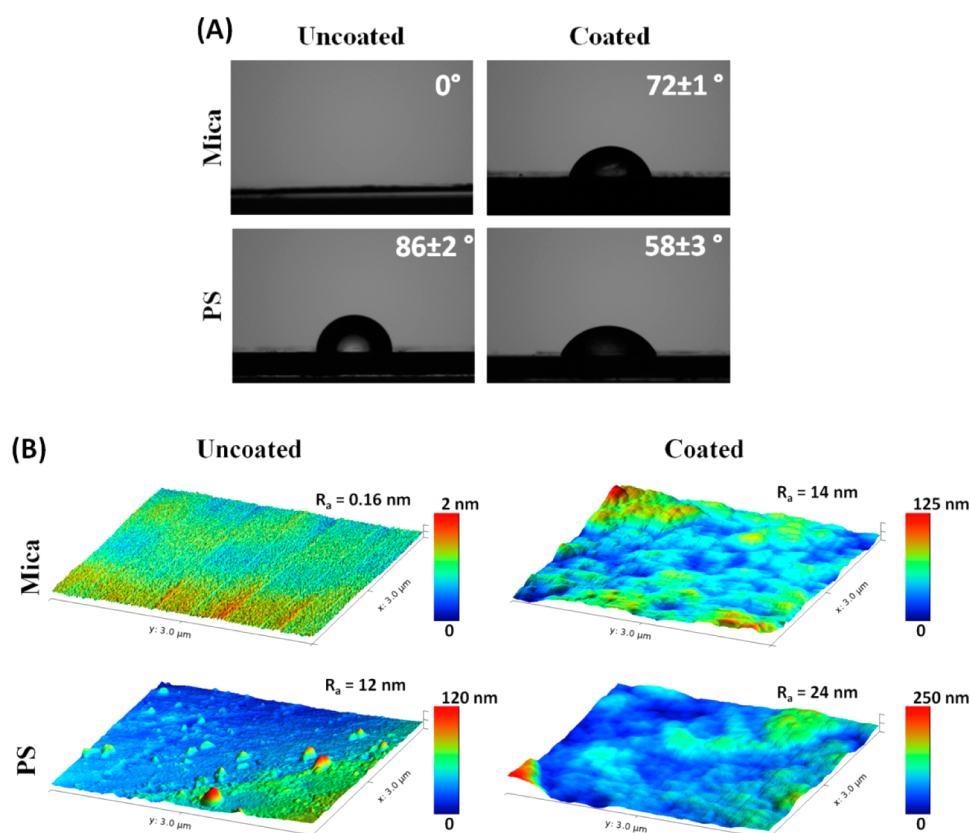 (A)
Uncoated Coated
Mica
0°
72±1 °
PS
86±2 °
58±3 °
(B)
Uncoated Coated
Mica
Ra = 0.16 nm
2 nm
0
x: 3.0 µm
y: 3.0 µm
Ra = 14 nm
125 nm
0
x: 3.0 µm
y: 3.0 µm
PS
Ra = 12 nm
120 nm
0
x: 3.0 µm
y: 3.0 µm
Ra = 24 nm
250 nm
0
x: 3.0 µm
y: 3.0 µm